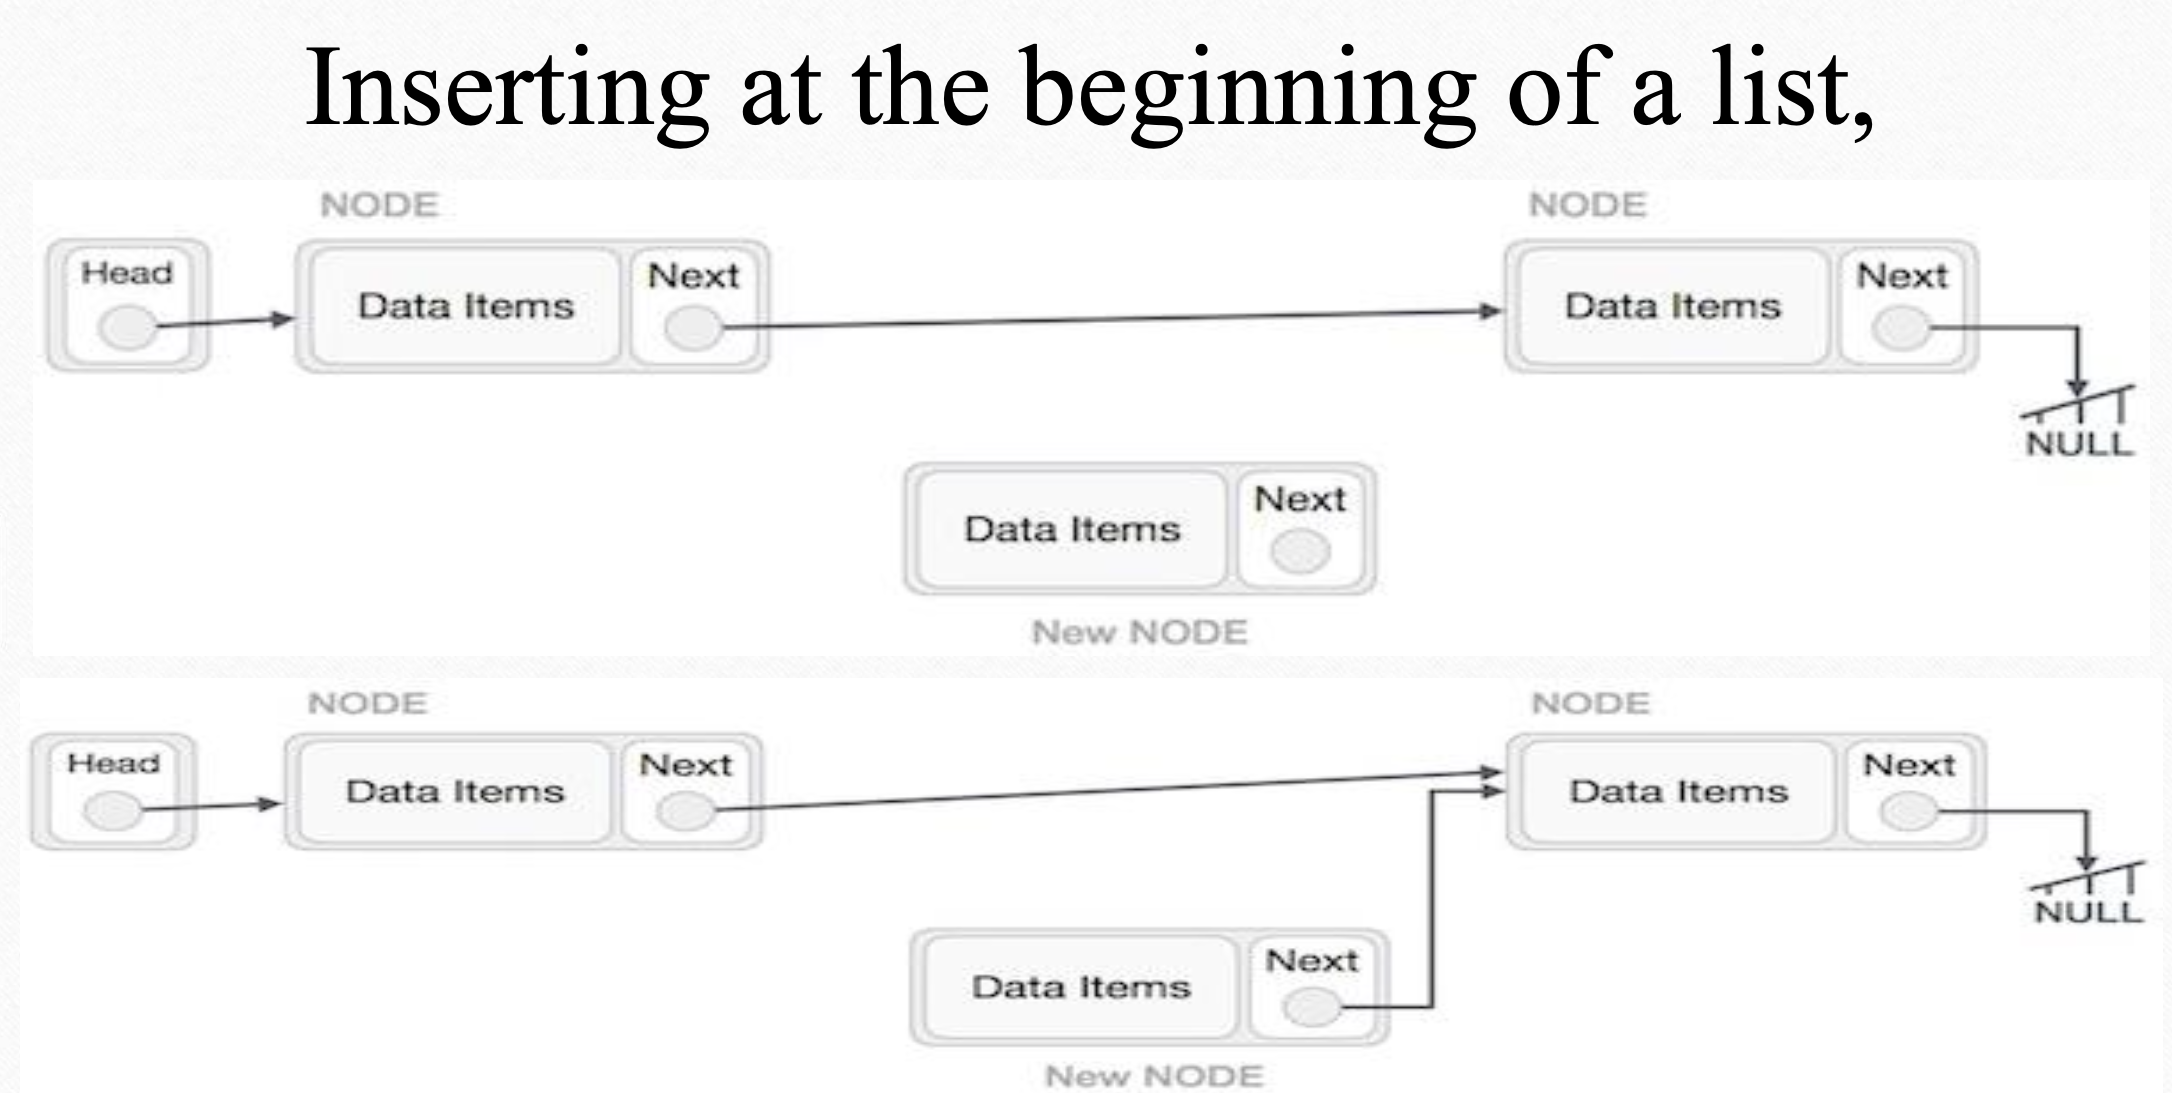 Inserting at the beginning of a list,
NODE NODE
Head Data Items Next Data Items Next
NULL
Data Items Next
New NODE
NODE NODE
Head Data Items Next Data Items Next
NULL
Data Items Next
New NODE